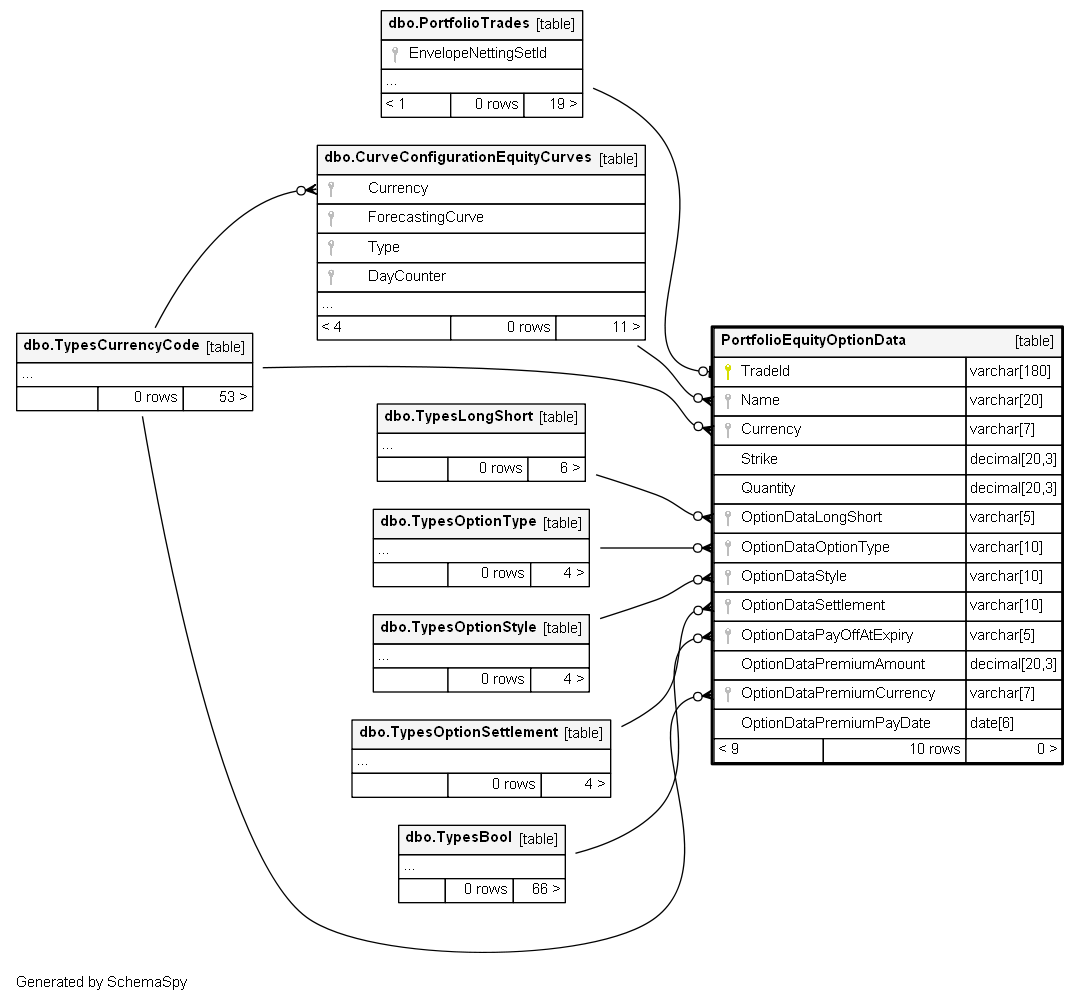 dbo.PortfolioTrades [table]
EnvelopeNettingSetId
...
< 1 0 rows 19 >
dbo.CurveConfigurationEquityCurves [table]
Currency
ForecastingCurve
Type
DayCounter
...
< 4 0 rows 11 >
dbo.TypesCurrencyCode [table]
...
0 rows 53 >
dbo.TypesLongShort [table]
...
0 rows 6 >
dbo.TypesOptionType [table]
...
0 rows 4 >
dbo.TypesOptionStyle [table]
...
0 rows 4 >
dbo.TypesOptionSettlement [table]
...
0 rows 4 >
dbo.TypesBool [table]
...
0 rows 66 >
PortfolioEquityOptionData [table]
TradeId varchar[180]
Name varchar[20]
Currency varchar[7]
Strike decimal[20,3]
Quantity decimal[20,3]
OptionDataLongShort varchar[5]
OptionDataOptionType varchar[10]
OptionDataStyle varchar[10]
OptionDataSettlement varchar[10]
OptionDataPayOffAtExpiry varchar[5]
OptionDataPremiumAmount decimal[20,3]
OptionDataPremiumCurrency varchar[7]
OptionDataPremiumPayDate date[6]
< 9 10 rows 0 >
Generated by SchemaSpy